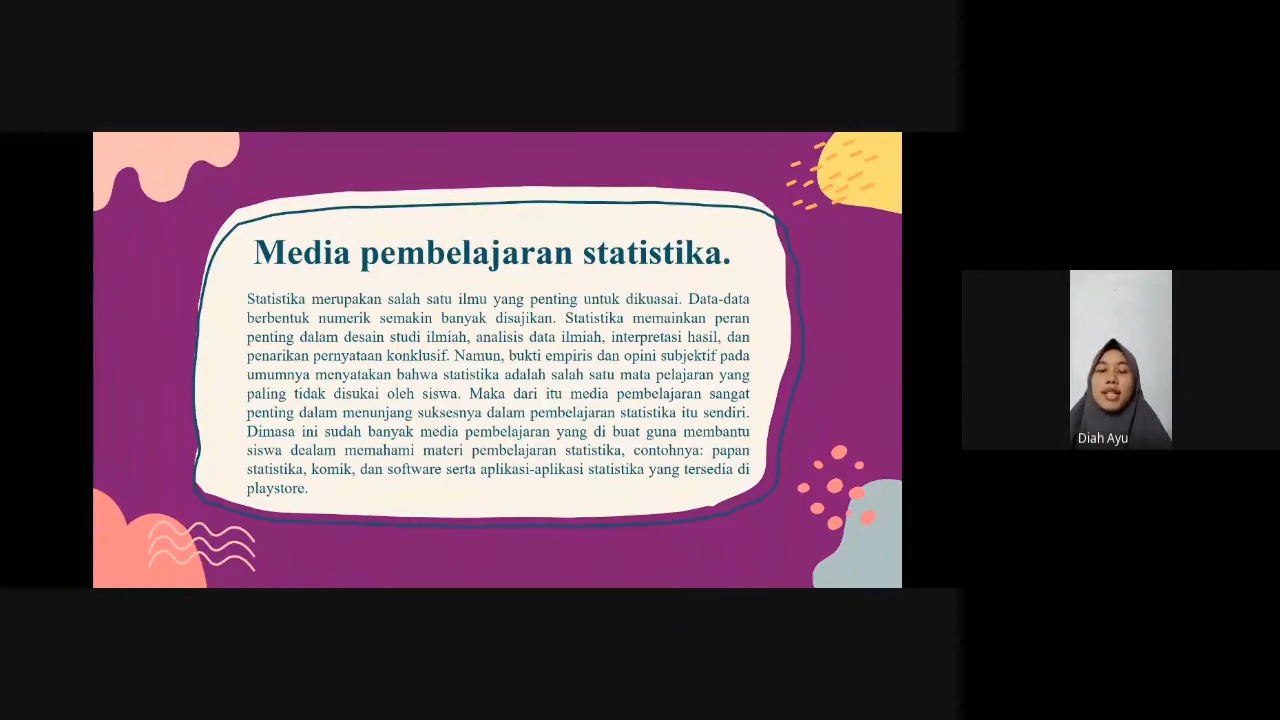 Media pembelajaran statistika.
Statistika merupakan salah satu ilmu yang penting untuk dikuasai. Data-data
berbentuk numerik semakin banyak disajikan. Statistika memainkan peran
penting dalam desain studi ilmiah, analisis data ilmiah, interpretasi hasil, dan
penarikan pernyataan konklusif. Namun, bukti empiris dan opini subjektif pada
umumnya menyatakan bahwa statistika adalah salah satu mata pelajaran yang
paling tidak disukai oleh siswa. Maka dari itu media pembelajaran sangat
penting dalam menunjang suksesnya dalam pembelajaran statistika itu sendiri.
Dimasa ini sudah banyak media pembelajaran yang di buat guna membantu
siswa dealam memahami materi pembelajaran statistika, contohnya: papan
statistika, komik, dan software serta aplikasi-aplikasi statistika yang tersedia di
playstore.
Diah Ayu